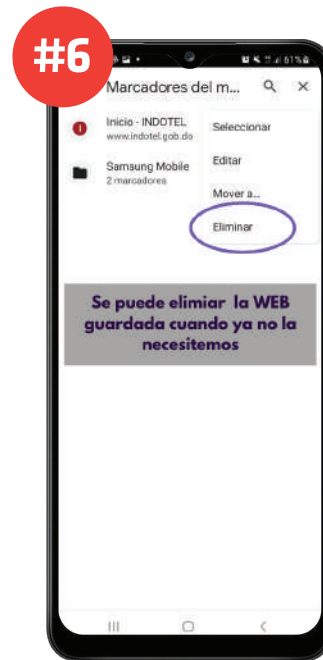 #6
61%
Marcadores del m...
Inicio - INDOTEL
www.indotel.gob.do
Seleccionar
Samsung Mobile
2 marcadores
Editar
Mover a...
Eliminar
Se puede elimiar la WEB
guardada cuando ya no la
necesitemos